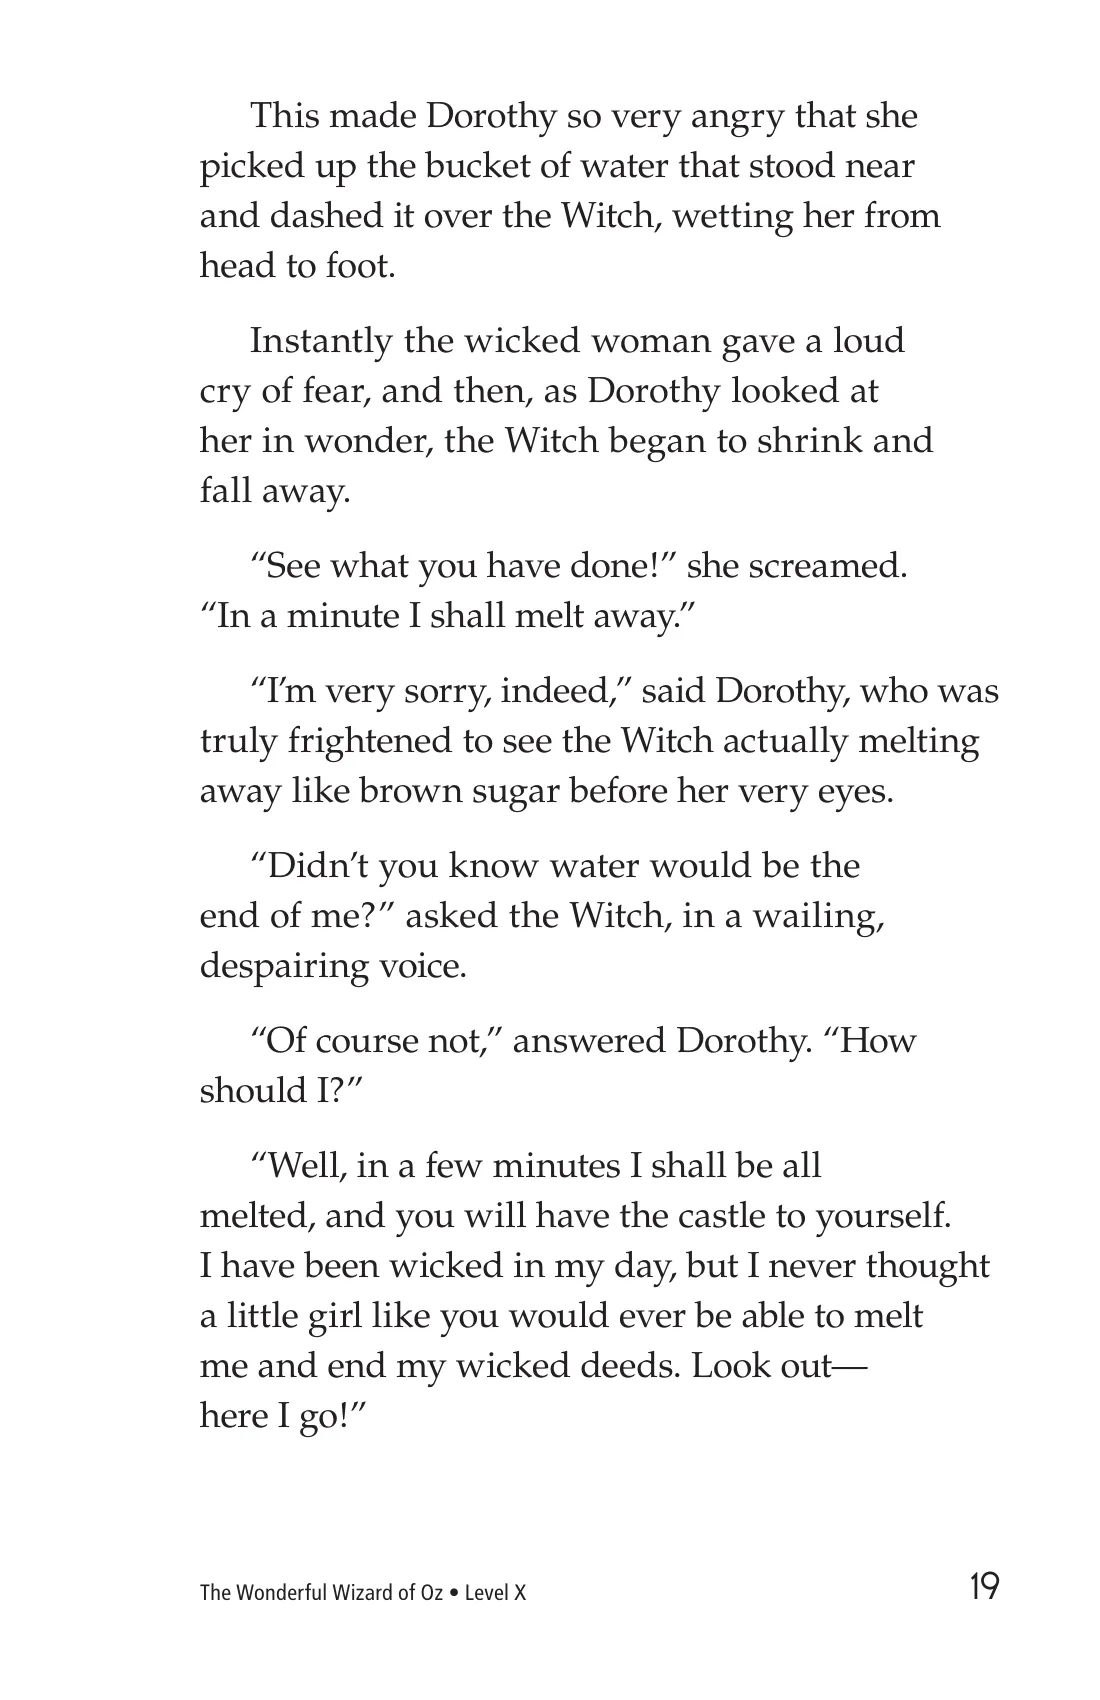 This made Dorothy so very angry that she
picked up the bucket of water that stood near
and dashed it over the Witch, wetting her from
head to foot.
Instantly the wicked woman gave a loud
cry of fear, and then, as Dorothy looked at
her in wonder, the Witch began to shrink and
fall away.
“See what you have done!” she screamed.
“In a minute I shall melt away.”
“I’m very sorry, indeed,” said Dorothy, who was
truly frightened to see the Witch actually melting
away like brown sugar before her very eyes.
“Didn’t you know water would be the
end of me?” asked the Witch, in a wailing,
despairing voice.
“Of course not,” answered Dorothy. “How
should I?”
“Well, in a few minutes I shall be all
melted, and you will have the castle to yourself.
I have been wicked in my day, but I never thought
a little girl like you would ever be able to melt
me and end my wicked deeds. Look out—
here I go!”
The Wonderful Wizard of Oz • Level X
19